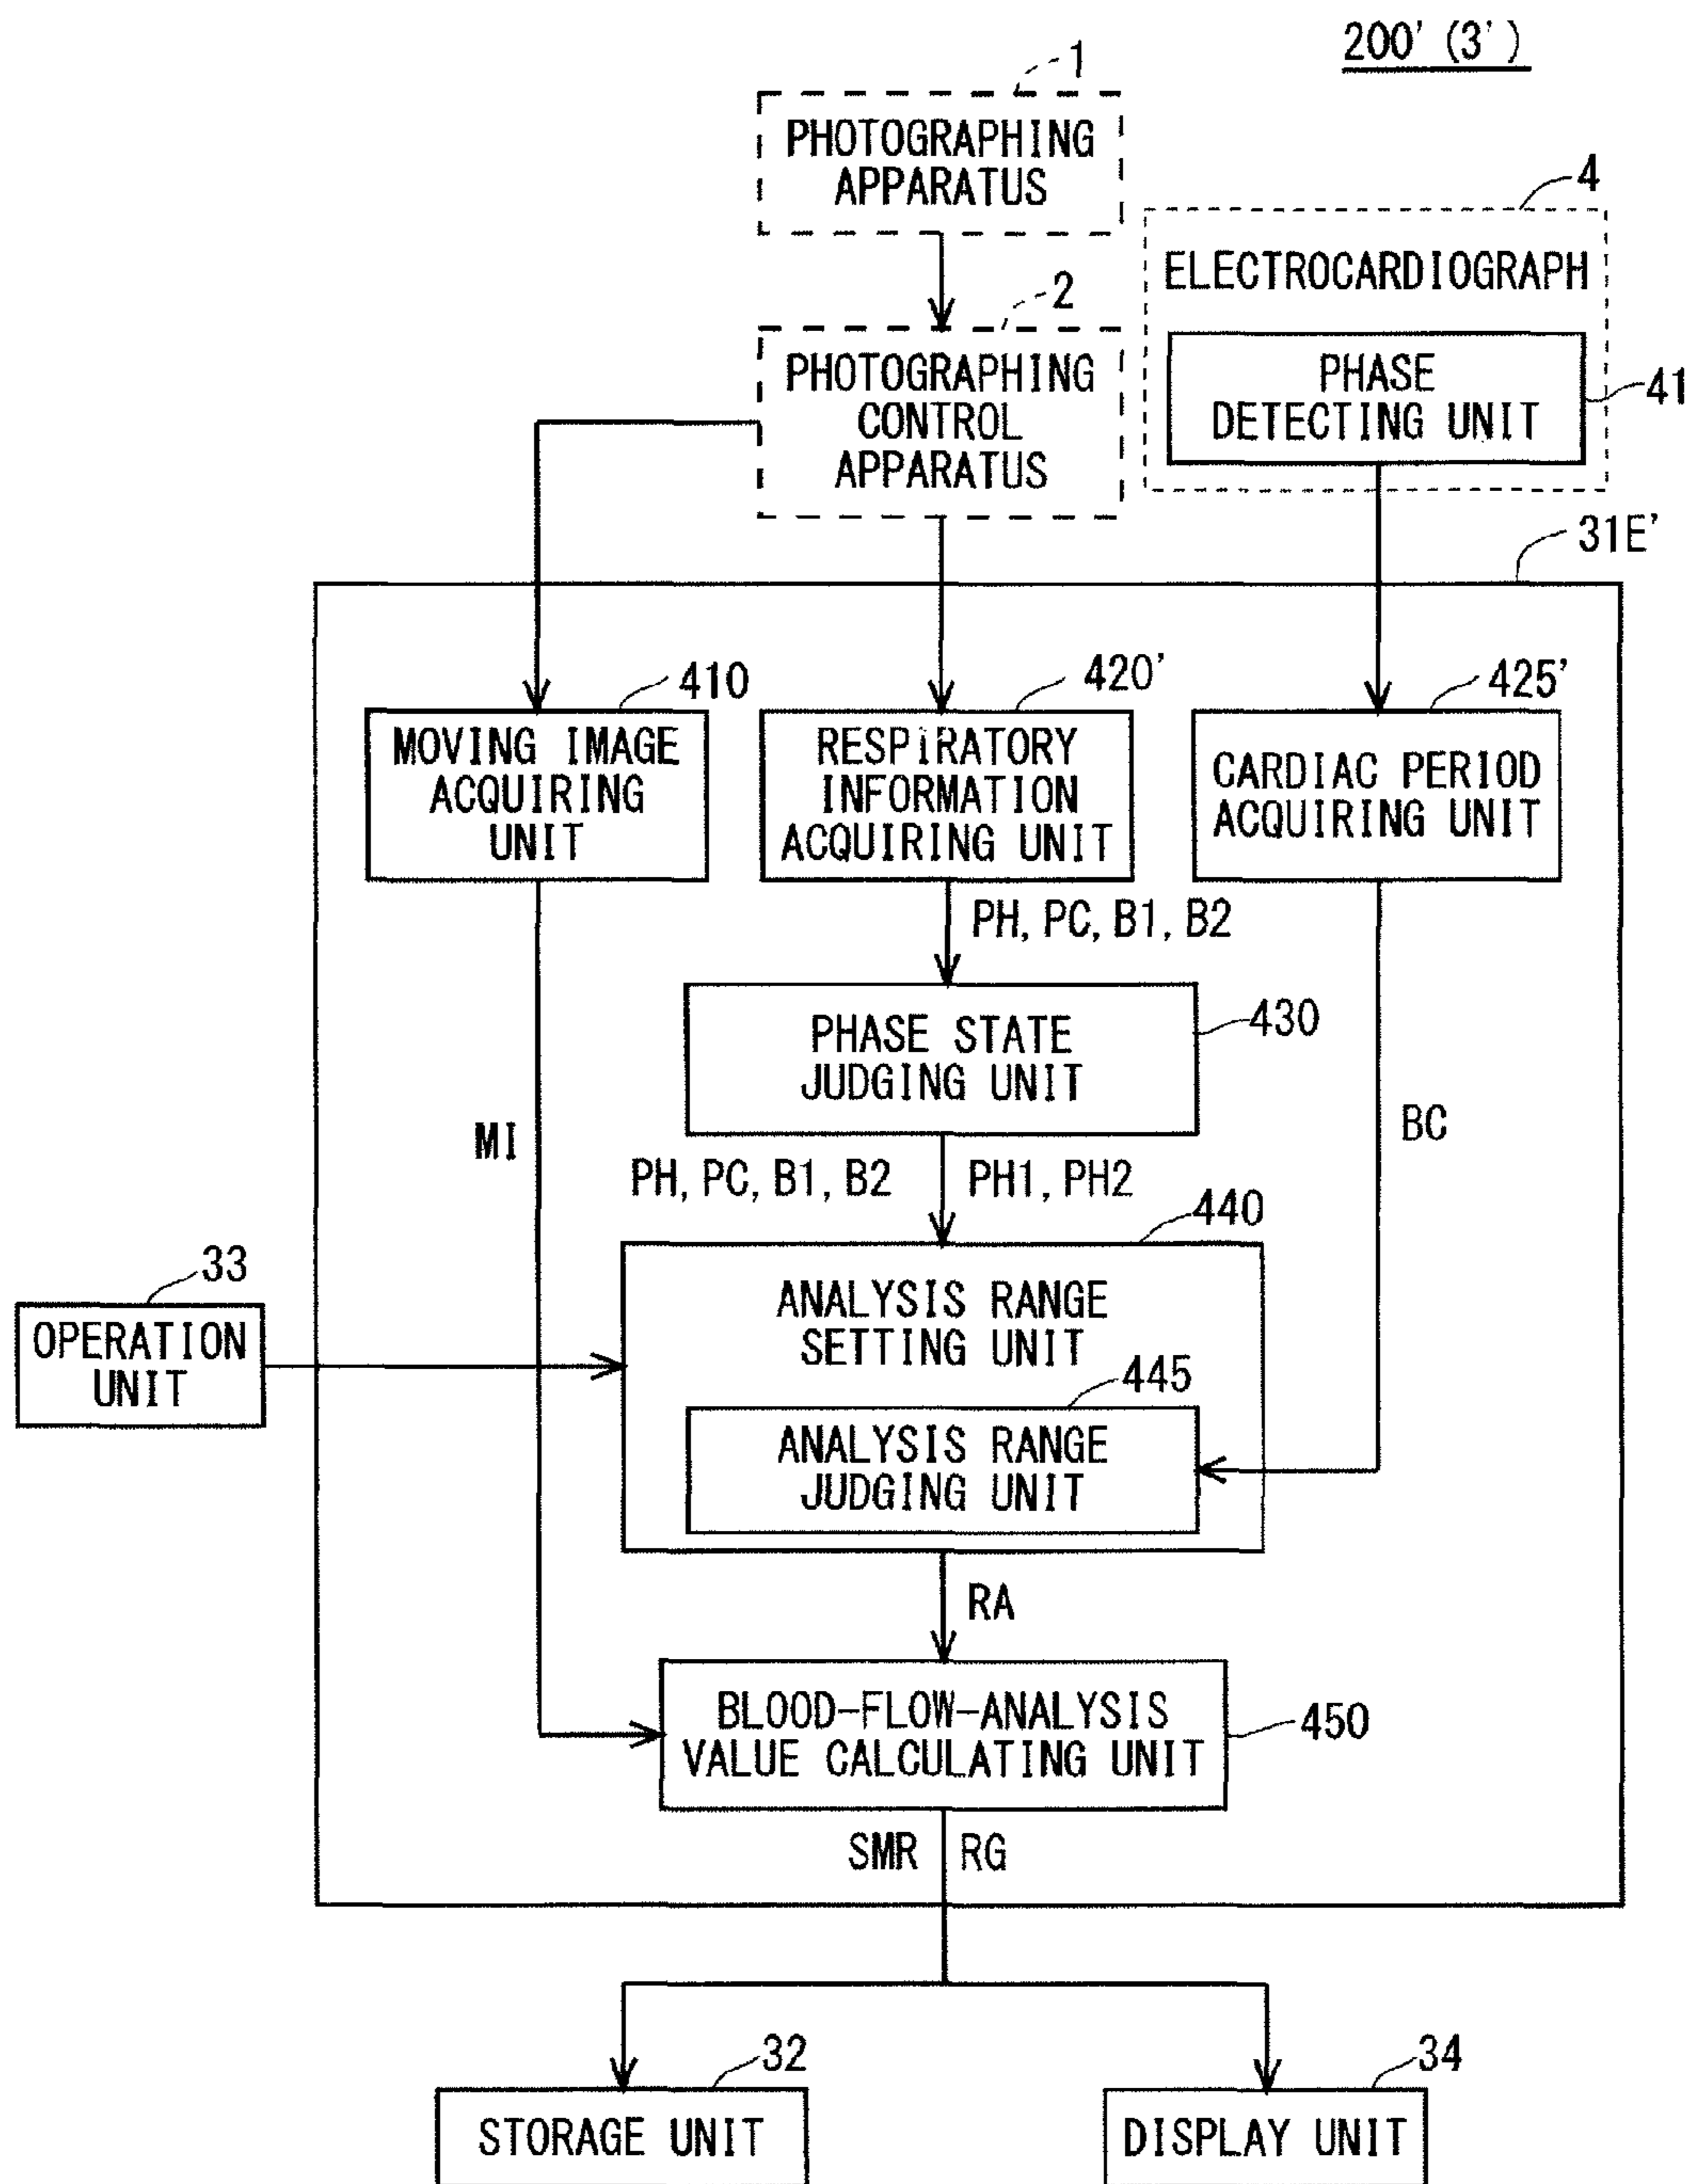 200' (3')
1
PHOTOGRAPHING
APPARATUS
4
ELECTROCARDIOGRAPH
2
PHOTOGRAPHING
CONTROL
APPARATUS
PHASE
DETECTING UNIT
41
31E'
410
MOVING IMAGE
ACQUIRING
UNIT
420'
RESPIRATORY
INFORMATION
ACQUIRING UNIT
425'
CARDIAC PERIOD
ACQUIRING UNIT
PH, PC, B1, B2
PHASE STATE
JUDGING UNIT
430
MI
BC
PH, PC, B1, B2
PH1, PH2
440
33
OPERATION
UNIT
ANALYSIS RANGE
SETTING UNIT
445
ANALYSIS RANGE
JUDGING UNIT
RA
BLOOD-FLOW-ANALYSIS
VALUE CALCULATING UNIT
450
SMR
RG
32
STORAGE UNIT
34
DISPLAY UNIT